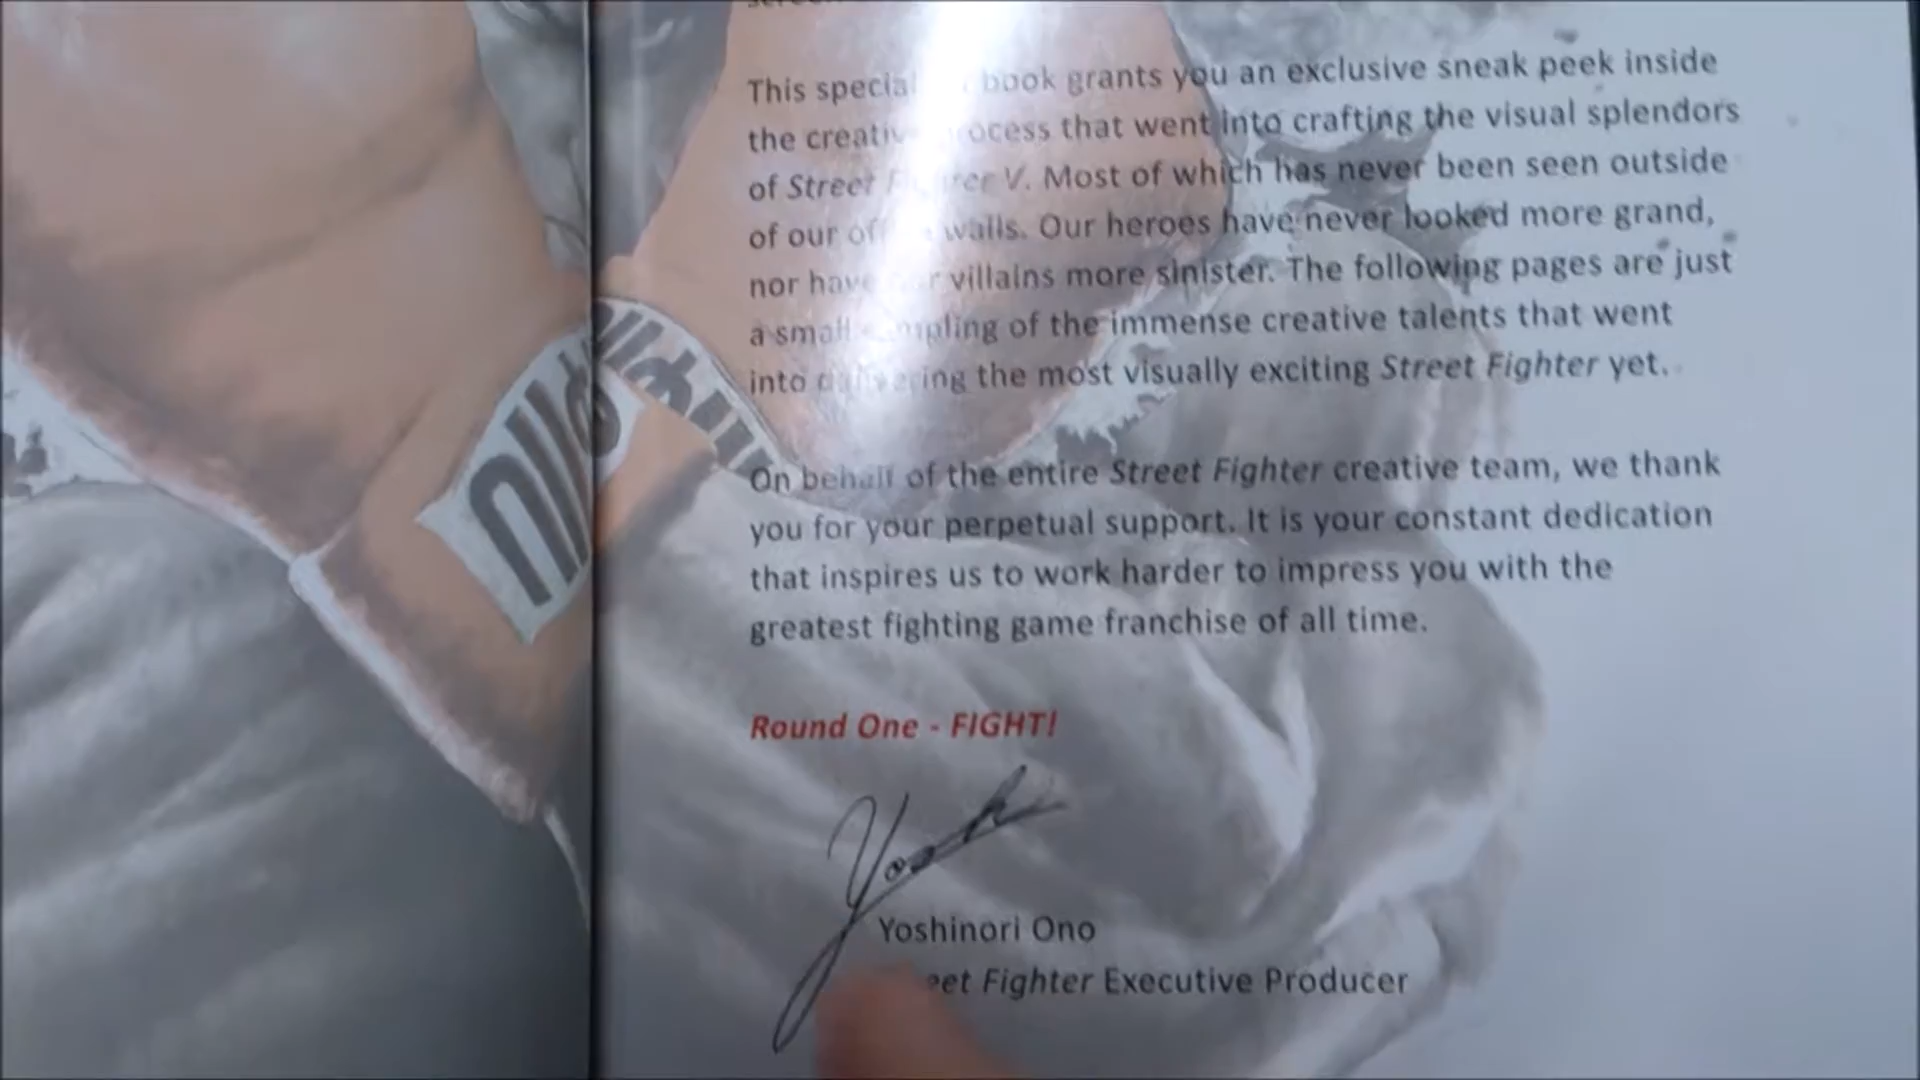 This special book grants you an exclusive sneak peek inside
the creative process that went into crafting the visual splendors
of Street Fighter V. Most of which has never been seen outside
of our office walls. Our heroes have never looked more grand,
nor have our villains more sinister. The following pages are just
a small sampling of the immense creative talents that went
into delivering the most visually exciting Street Fighter yet.
On behalf of the entire Street Fighter creative team, we thank
you for your perpetual support. It is your constant dedication
that inspires us to work harder to impress you with the
greatest fighting game franchise of all time.
Round One - FIGHT!
Yoshinori Ono
Fighter Executive Producer